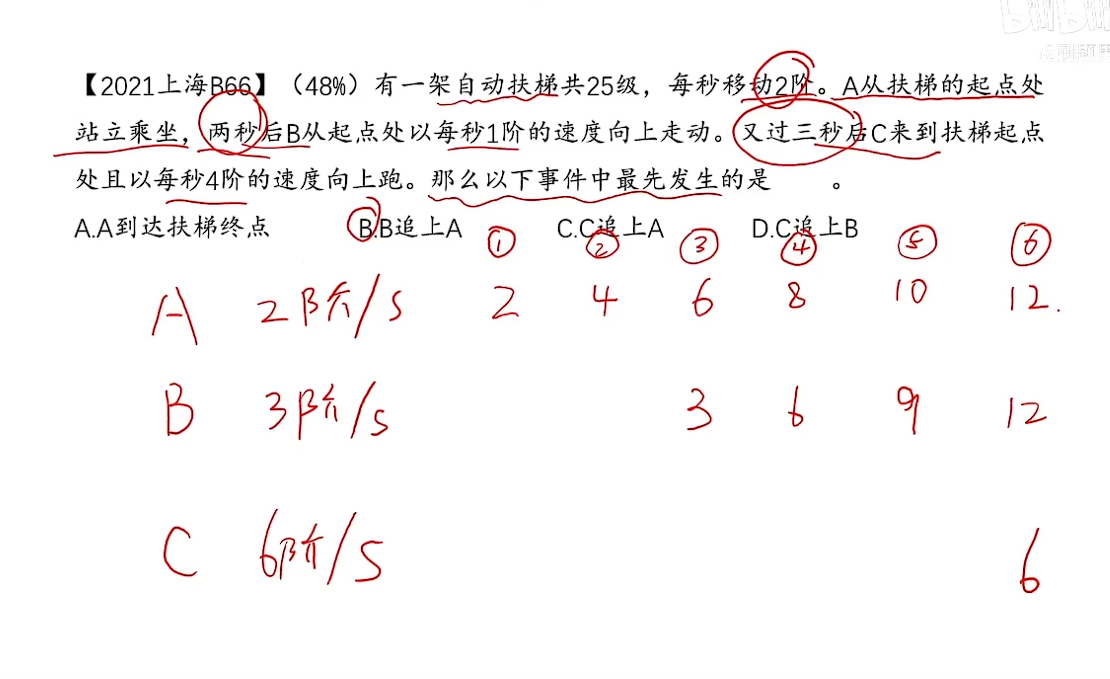 bilibili
【2021上海B66】（48%）有一架自动扶梯共25级，每秒移动2阶。A从扶梯的起点处
站立乘坐，两秒后B从起点处以每秒1阶的速度向上走动。又过三秒后C来到扶梯起点
处且以每秒4阶的速度向上跑。那么以下事件中最先发生的是 。
A.A到达扶梯终点 B.B追上A C.C追上A D.C追上B
① ② ③ ④ ⑤ ⑥
A 2阶/s 2 4 6 8 10 12.
B 3阶/s 3 6 9 12
C 6阶/s 6